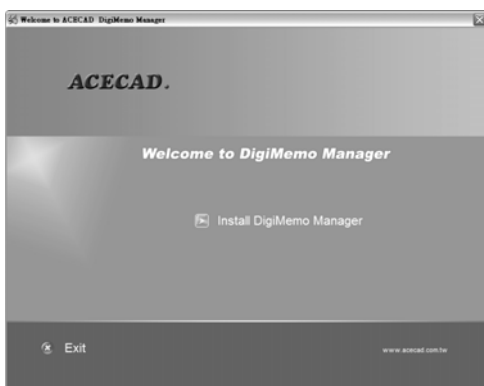 Welcome to ACECAD DigiMemo Manager
ACECAD.
Welcome to DigiMemo Manager
Install DigiMemo Manager
Exit
www.acecad.com.tw